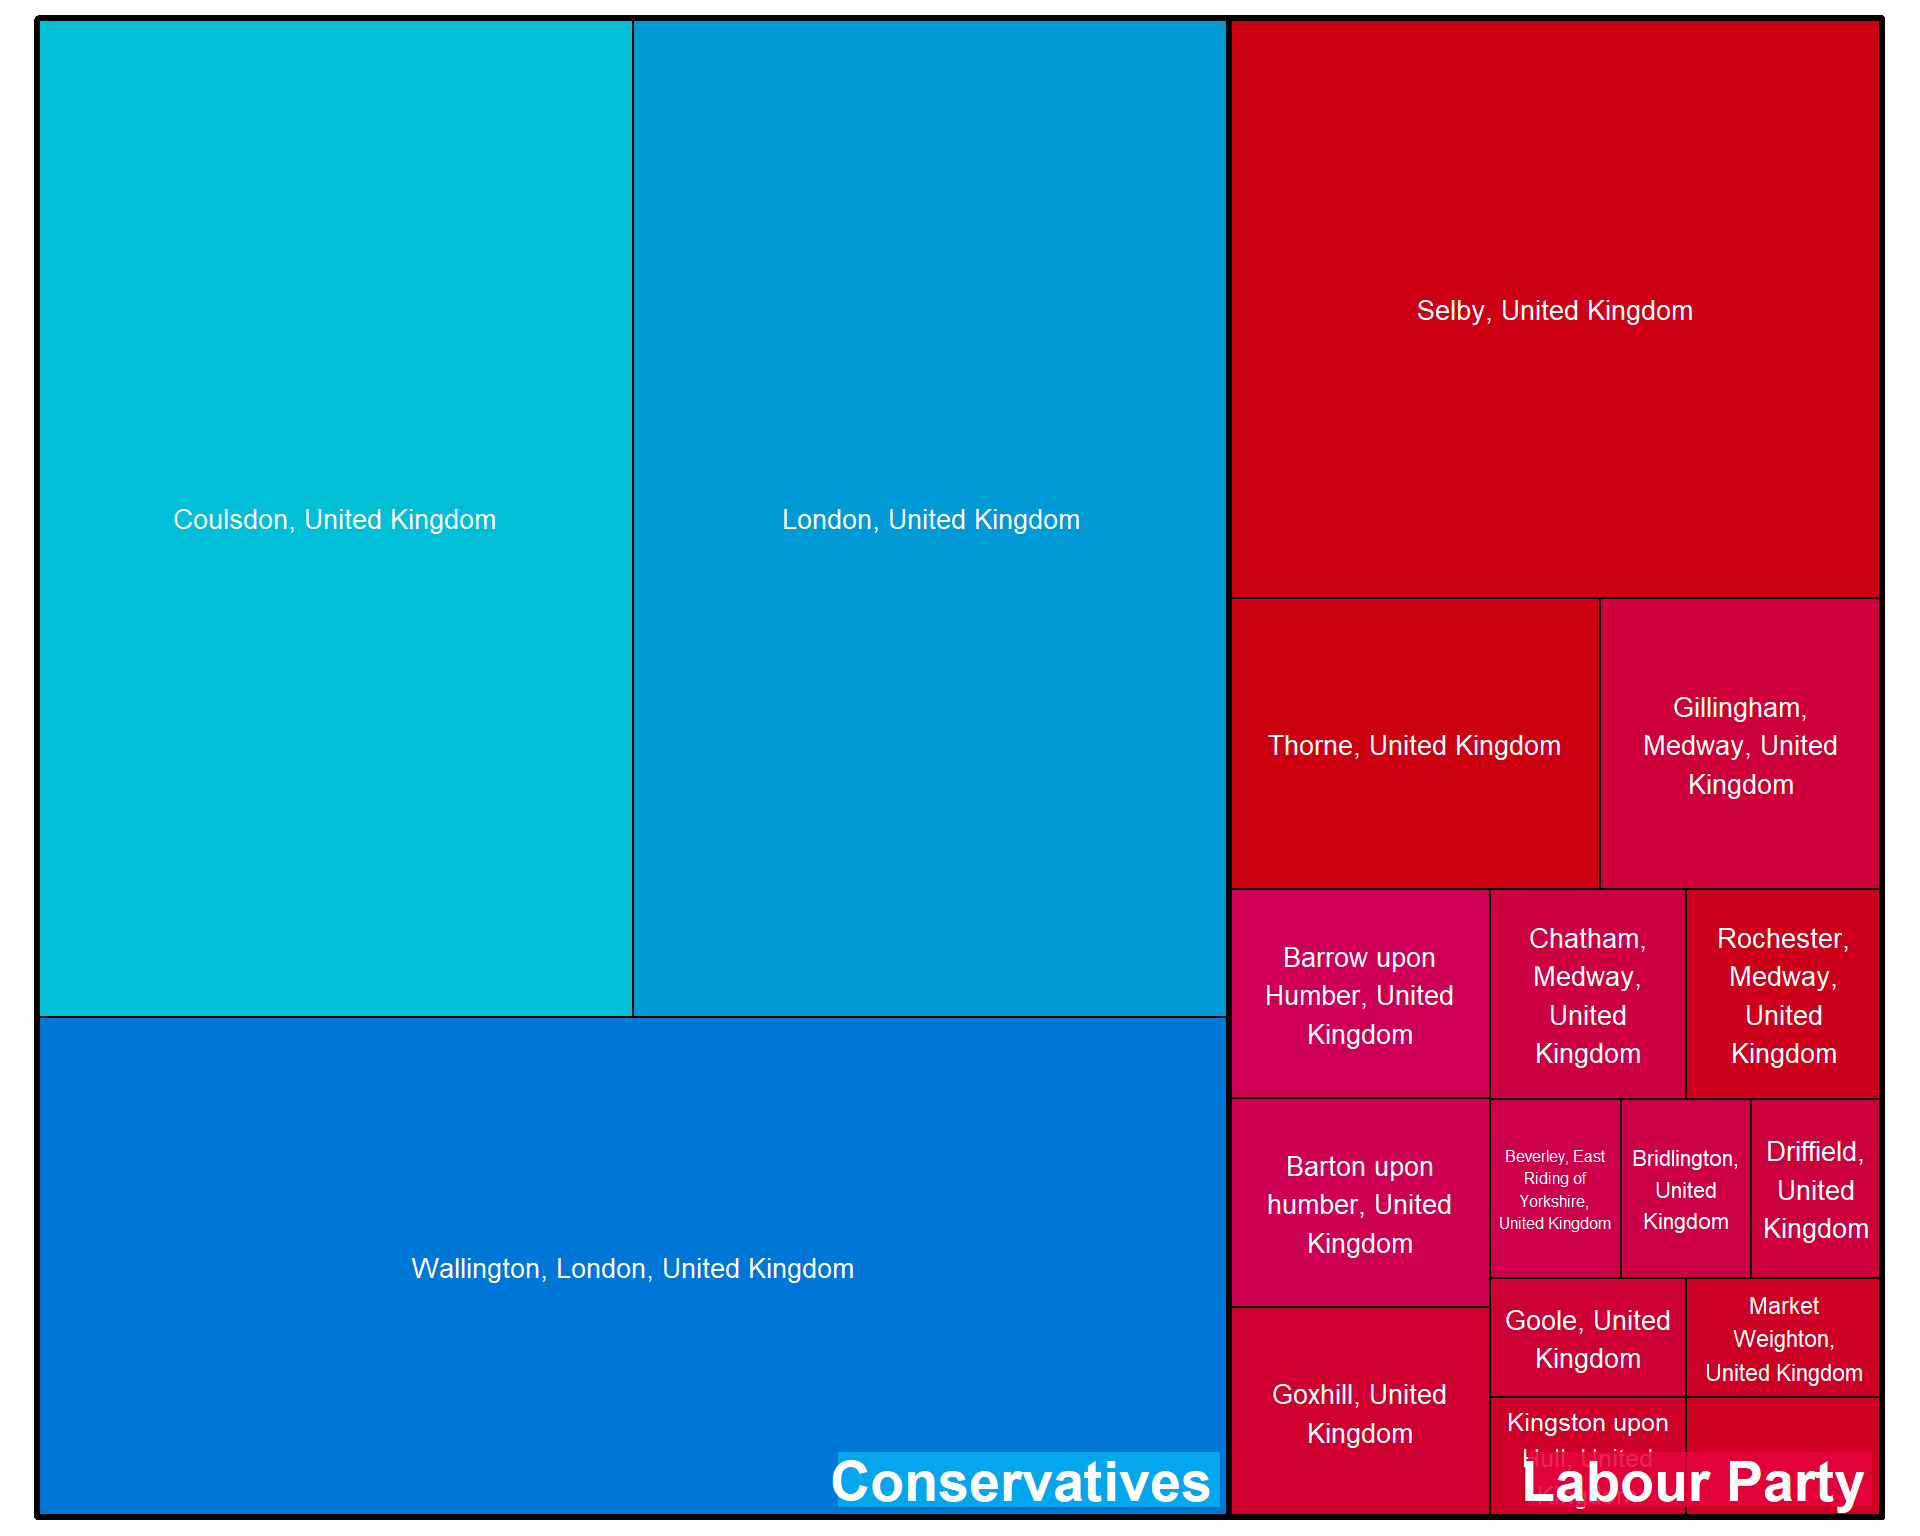 Coulsdon, United Kingdom
London, United Kingdom
Wallington, London, United Kingdom
Conservatives
Selby, United Kingdom
Thorne, United Kingdom
Gillingham,
Medway, United
Kingdom
Barrow upon
Humber, United
Kingdom
Chatham,
Medway,
United
Kingdom
Rochester,
Medway,
United
Kingdom
Barton upon
humber, United
Kingdom
Beverley, East
Riding of
Yorkshire,
United Kingdom
Bridlington,
United
Kingdom
Driffield,
United
Kingdom
Goxhill, United
Kingdom
Goole, United
Kingdom
Market
Weighton,
United Kingdom
Kingston upon
Hull, United
Labour Party